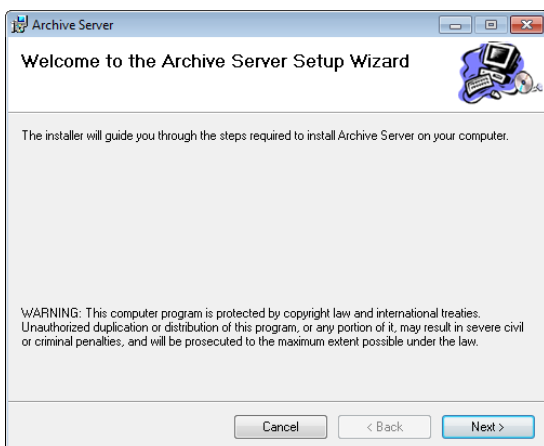 Archive Server
Welcome to the Archive Server Setup Wizard
The installer will guide you through the steps required to install Archive Server on your computer.
WARNING: This computer program is protected by copyright law and international treaties.
Unauthorized duplication or distribution of this program, or any portion of it, may result in severe civil
or criminal penalties, and will be prosecuted to the maximum extent possible under the law.
Cancel < Back Next >